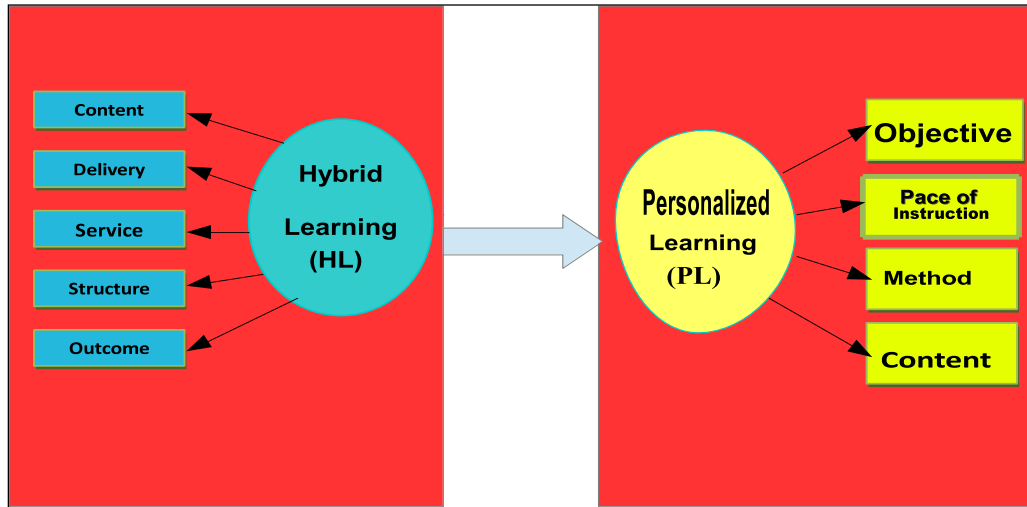 Content
Delivery
Service
Structure
Outcome
Hybrid
Learning
(HL)
Personalized
Learning
(PL)
Objective
Pace of
Instruction
Method
Content